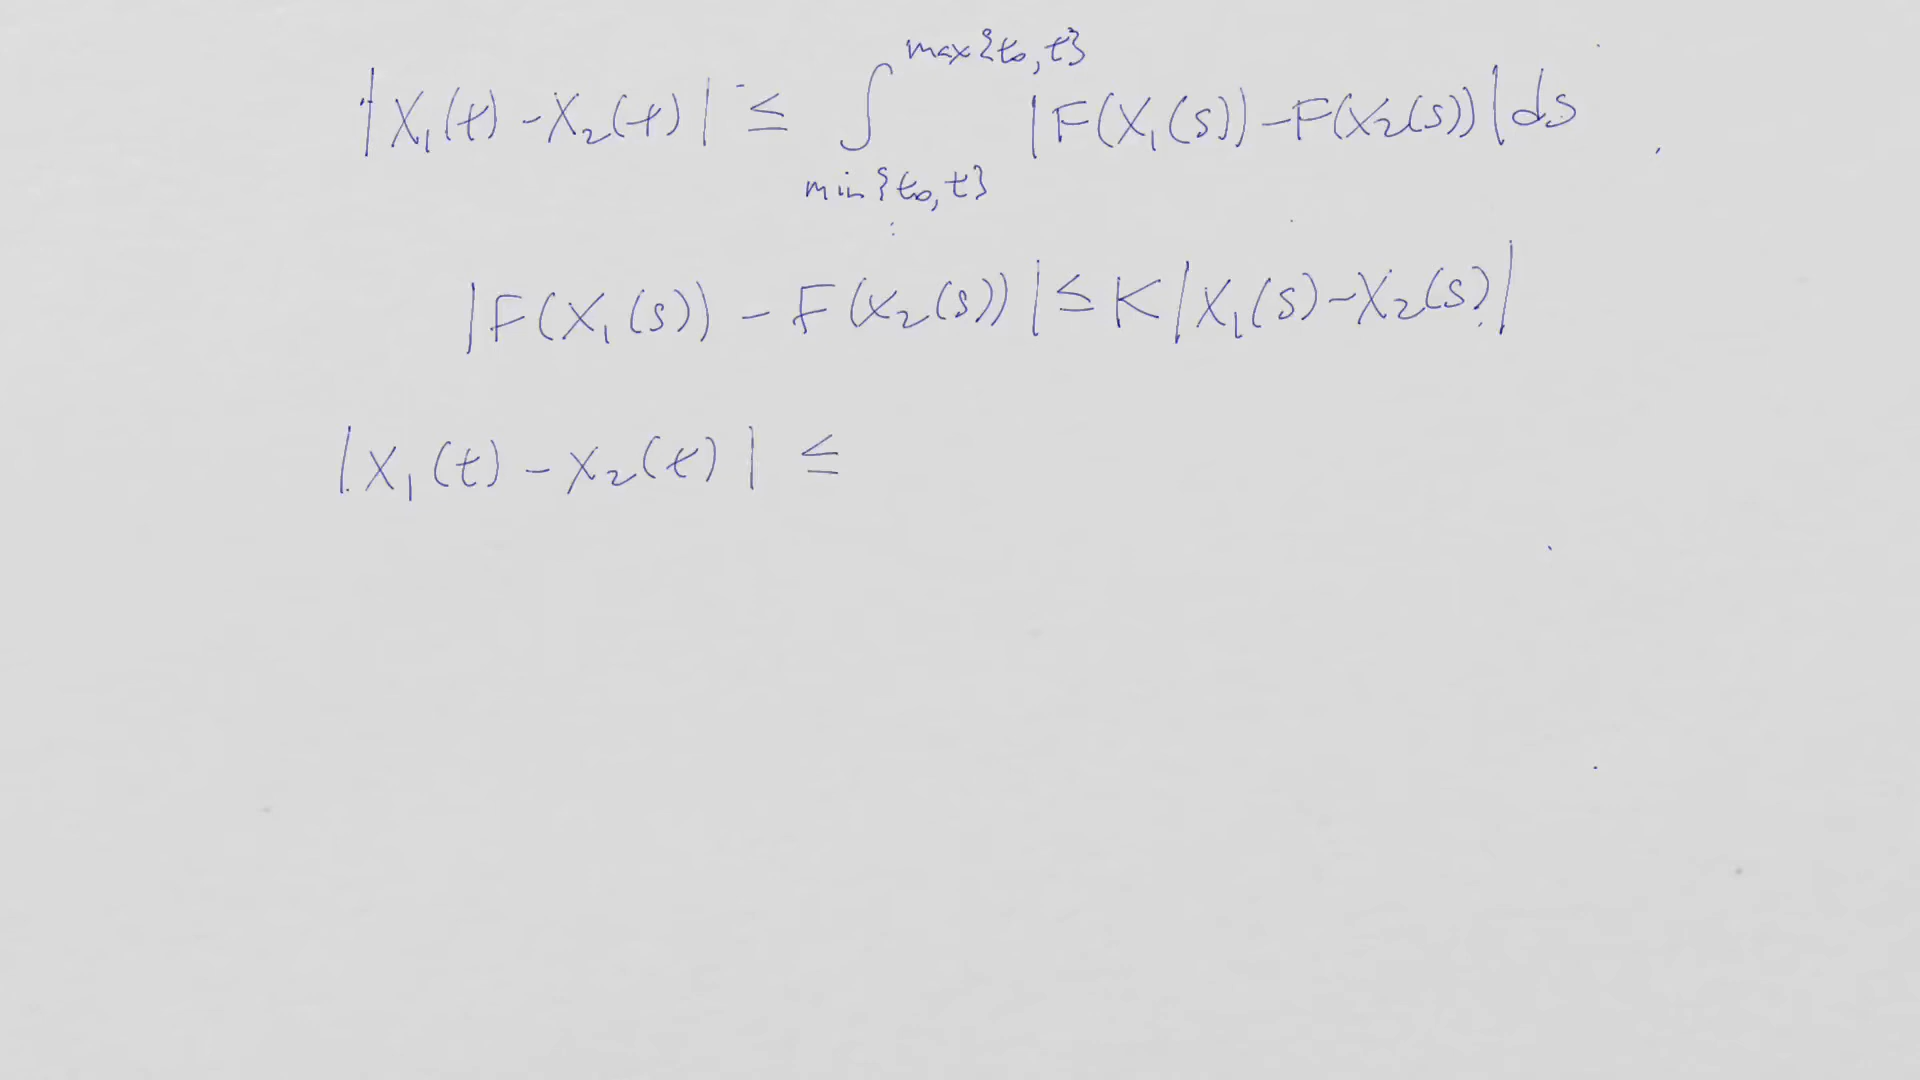 |X₁(t) - X₂(t)| ≤ ∫_{min{t₀, t}}^{max{t₀, t}} |F(X₁(s)) - F(X₂(s))| ds
|F(X₁(s)) - F(X₂(s))| ≤ K|X₁(s) - X₂(s)|
|X₁(t) - X₂(t)| ≤